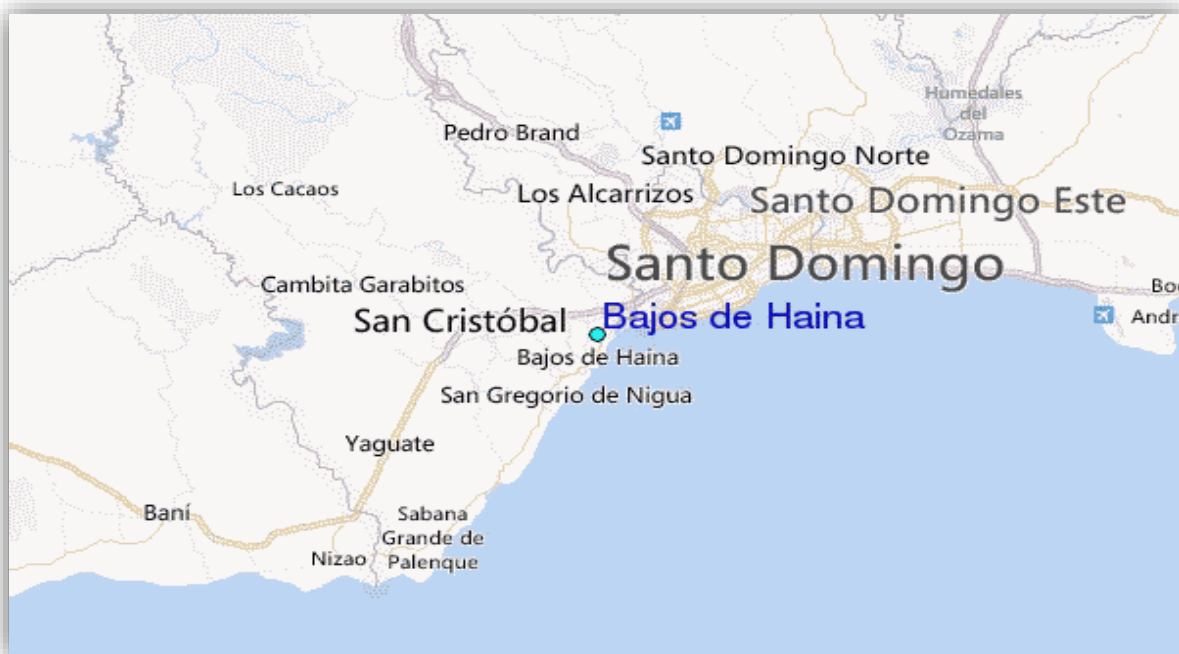 Humedales
del
Ozama
Pedro Brand
Santo Domingo Norte
Los Cacaos
Los Alcarrizos
Santo Domingo Este
Santo Domingo
Cambita Garabitos
San Cristóbal
Bajos de Haina
Boc
Andr
Bajos de Haina
San Gregorio de Nigua
Yaguate
Baní
Sabana
Grande de
Palenque
Nizao